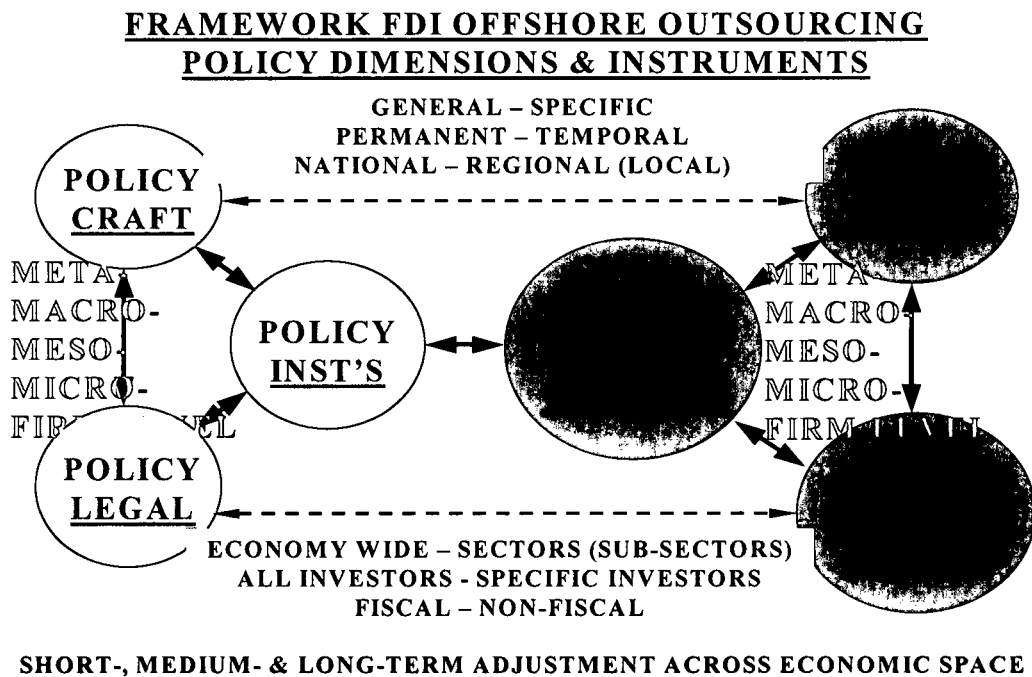 FRAMEWORK FDI OFFSHORE OUTSOURCING
POLICY DIMENSIONS & INSTRUMENTS
GENERAL – SPECIFIC
PERMANENT – TEMPORAL
NATIONAL – REGIONAL (LOCAL)
POLICY
CRAFT
META-
MACRO-
MESO-
MICRO-
POLICY
INST'S
META-
MACRO-
MESO-
MICRO-
FIRM LEVEL
POLICY
LEGAL
ECONOMY WIDE – SECTORS (SUB-SECTORS)
ALL INVESTORS - SPECIFIC INVESTORS
FISCAL – NON-FISCAL
SHORT-, MEDIUM- & LONG-TERM ADJUSTMENT ACROSS ECONOMIC SPACE